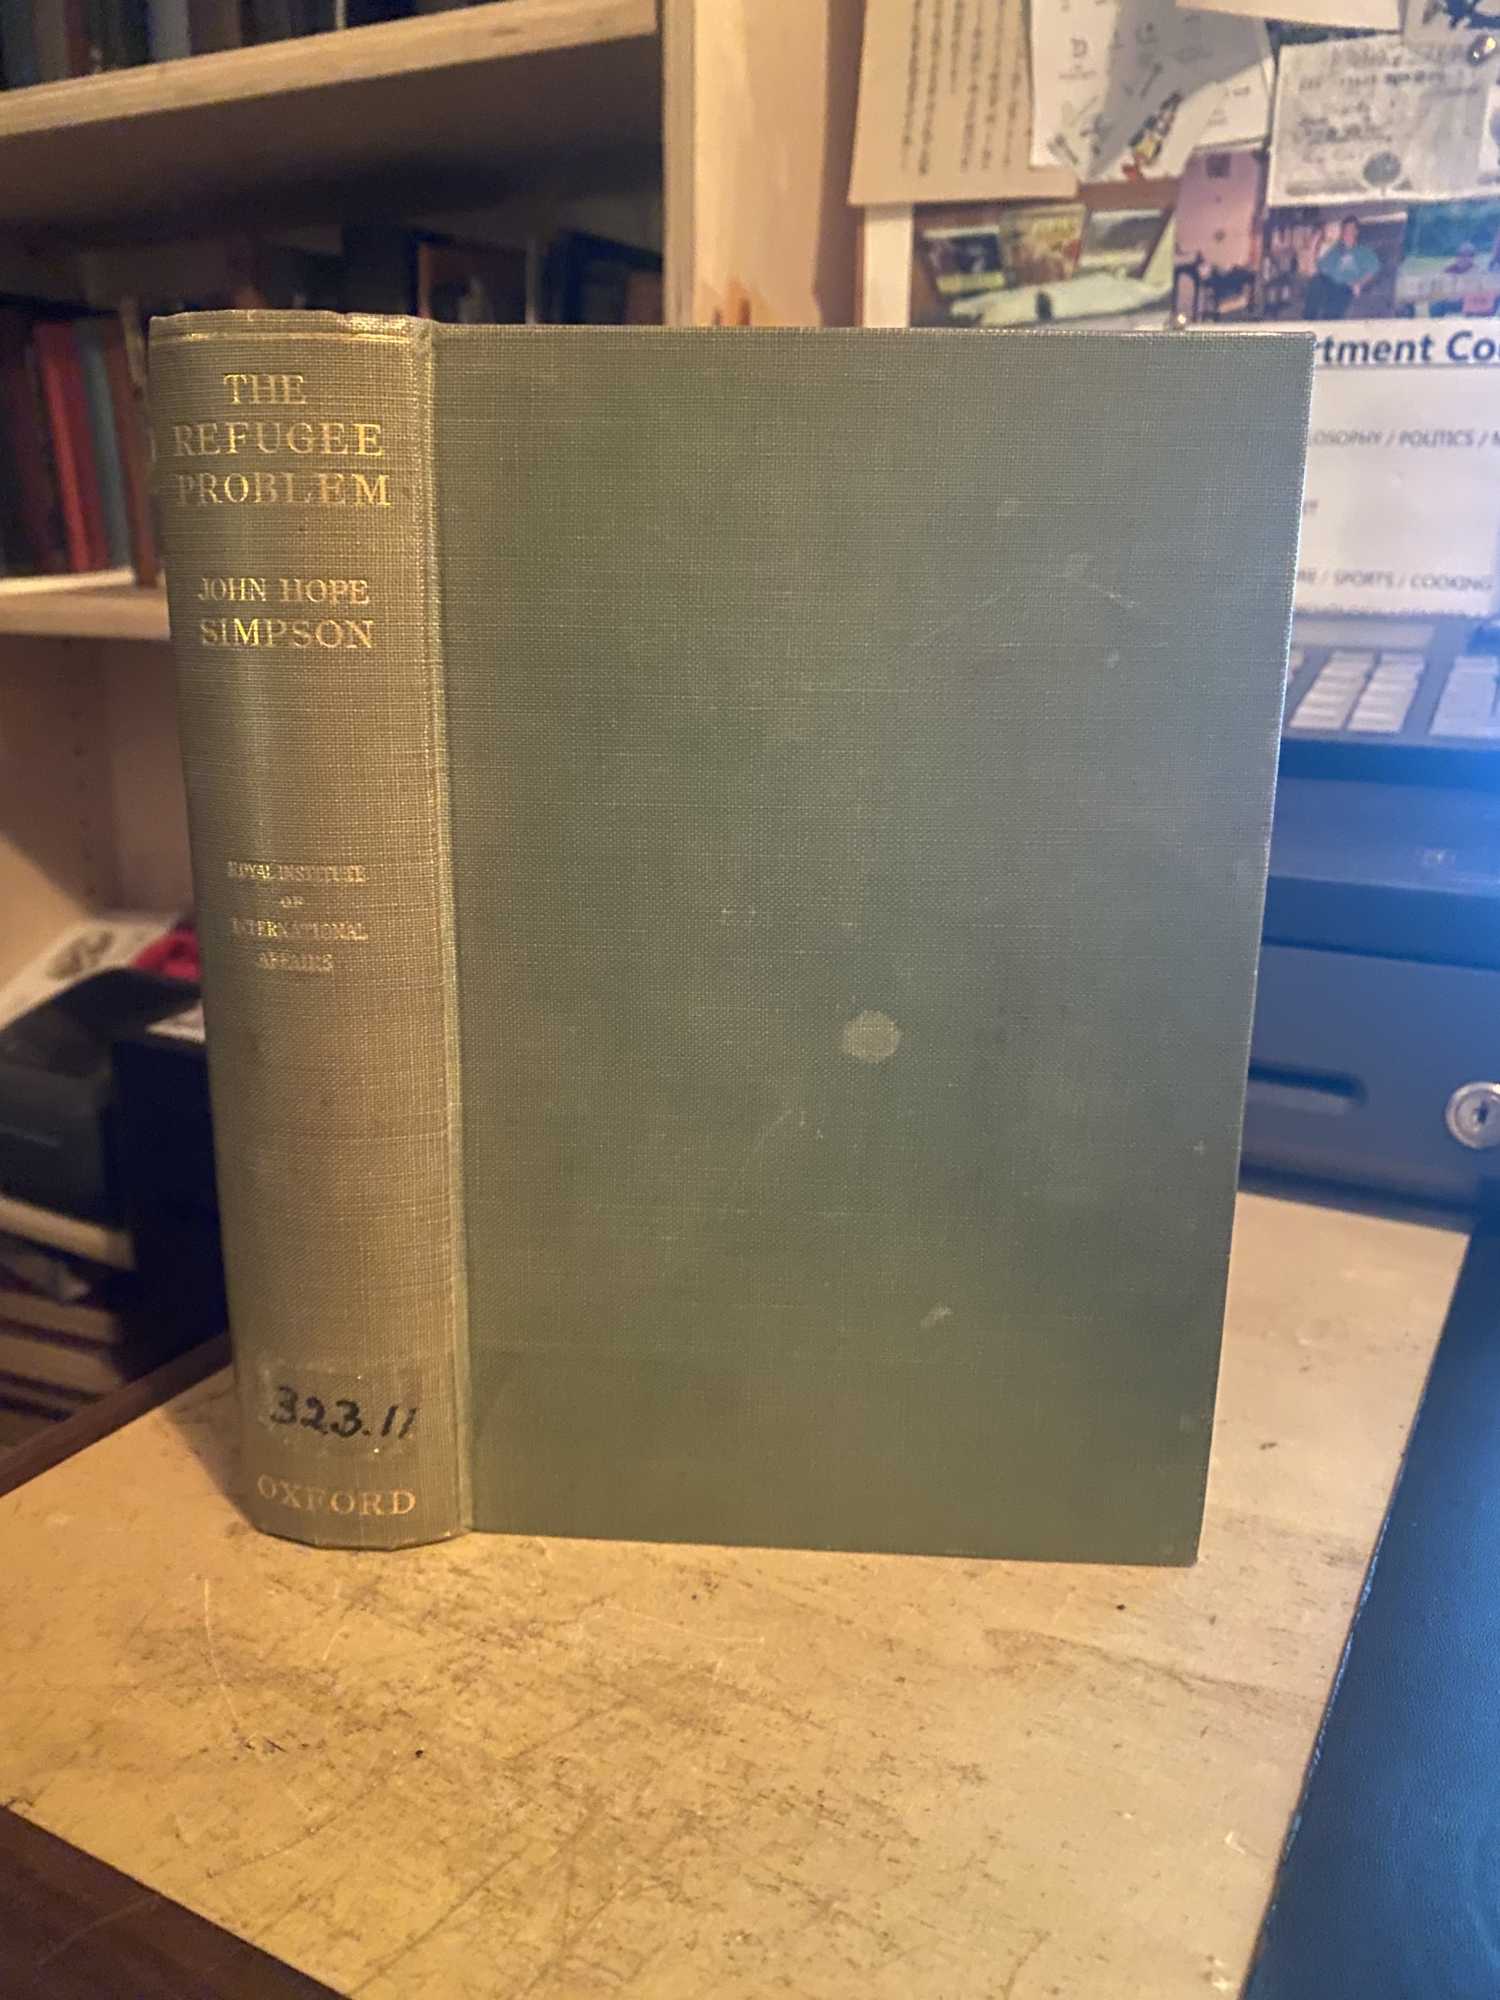 THE
REFUGEE
PROBLEM
JOHN HOPE
SIMPSON
ROYAL INSTITUTE
OF
INTERNATIONAL
AFFAIRS
323.11
OXFORD
rtment Co
OSOPHY / POLITICS /
/ SPORTS / COOKING